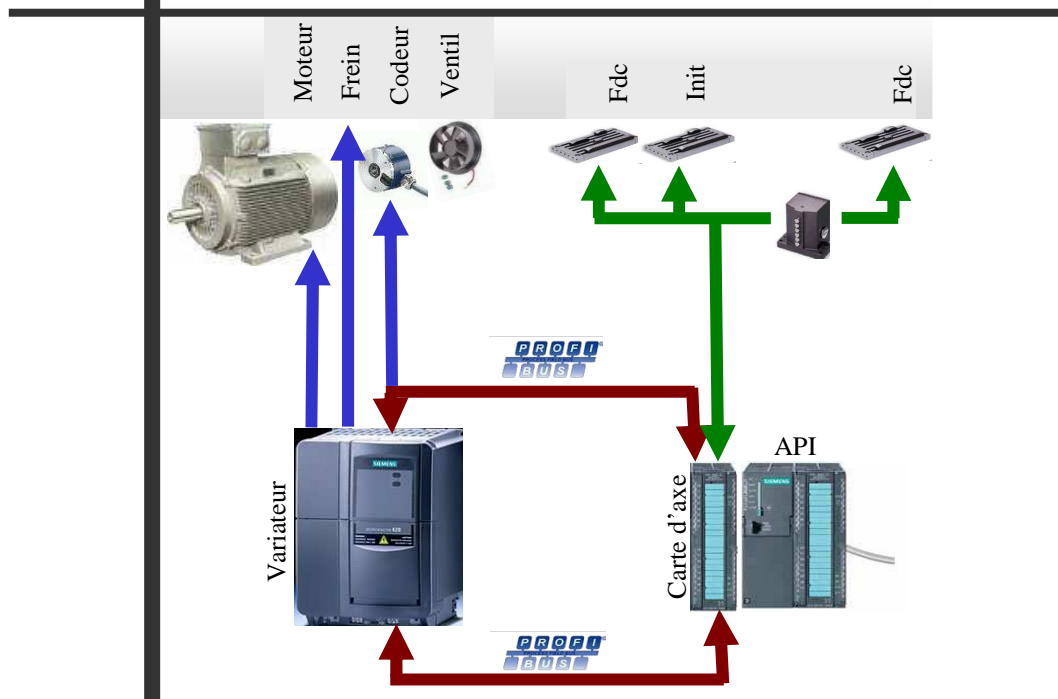 Moteur
Frein
Codeur
Ventil
Fdc
Init
Fdc
PROFI
BUS
API
SIEMENS
SIEMENS
Variateur
Carte d'axe
PROFI
BUS